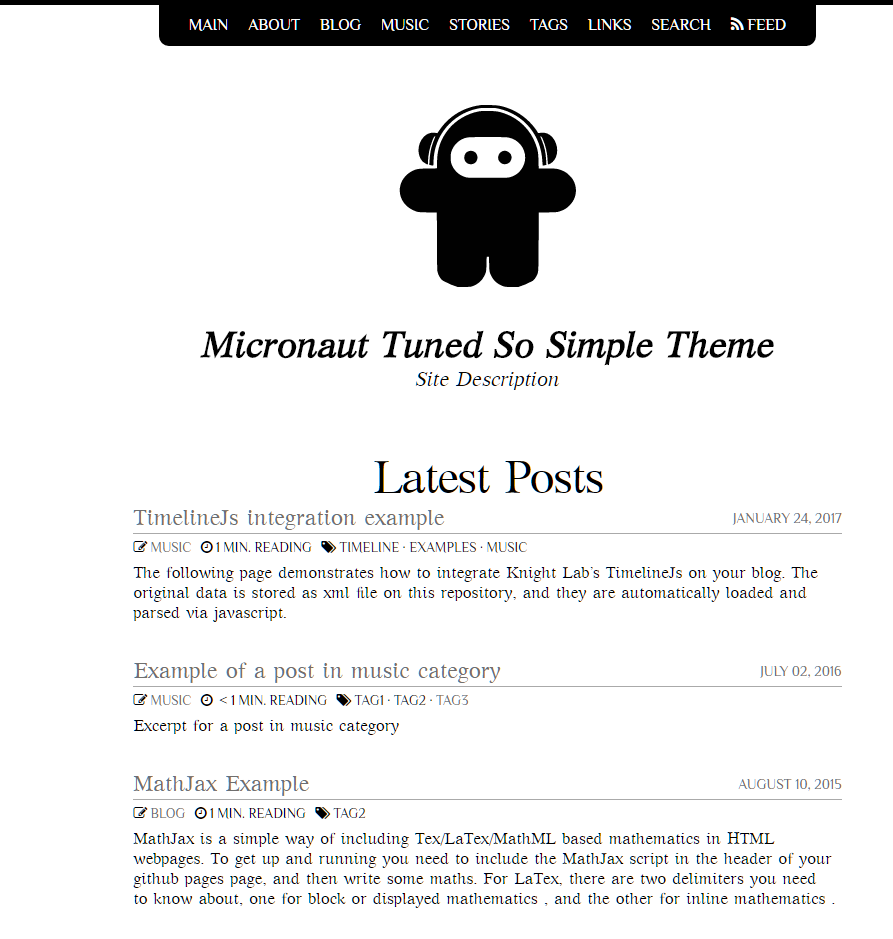 MAIN ABOUT BLOG MUSIC STORIES TAGS LINKS SEARCH FEED
Micronaut Tuned So Simple Theme
Site Description
Latest Posts
TimelineJs integration example JANUARY 24, 2017
MUSIC 1 MIN. READING TIMELINE · EXAMPLES · MUSIC
The following page demonstrates how to integrate Knight Lab's TimelineJs on your blog. The
original data is stored as xml file on this repository, and they are automatically loaded and
parsed via javascript.
Example of a post in music category JULY 02, 2016
MUSIC < 1 MIN. READING TAG1 · TAG2 · TAG3
Excerpt for a post in music category
MathJax Example AUGUST 10, 2015
BLOG 1 MIN. READING TAG2
MathJax is a simple way of including Tex/LaTex/MathML based mathematics in HTML
webpages. To get up and running you need to include the MathJax script in the header of your
github pages page, and then write some maths. For LaTex, there are two delimiters you need
to know about, one for block or displayed mathematics , and the other for inline mathematics .